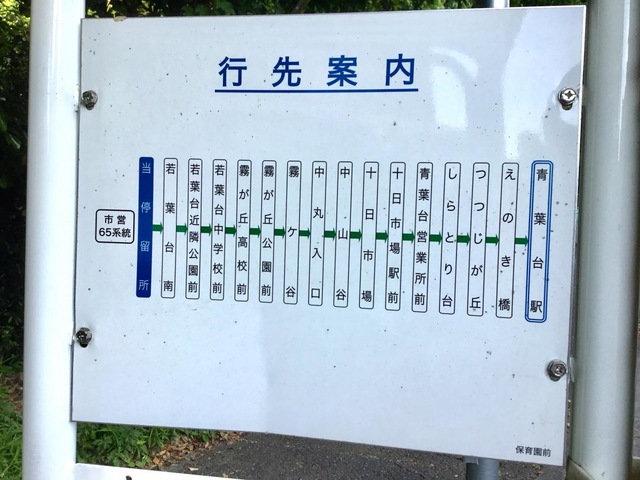 行先案内
市営
65系統
当停留所
若葉台南
若葉台近隣公園前
若葉台中学校前
霧が丘高校前
霧が丘公園前
霧ケ谷
中丸入口
中山谷
十日市場
十日市場駅前
青葉台営業所前
しらとり台
つつじが丘
えのき橋
青葉台駅
保育園前